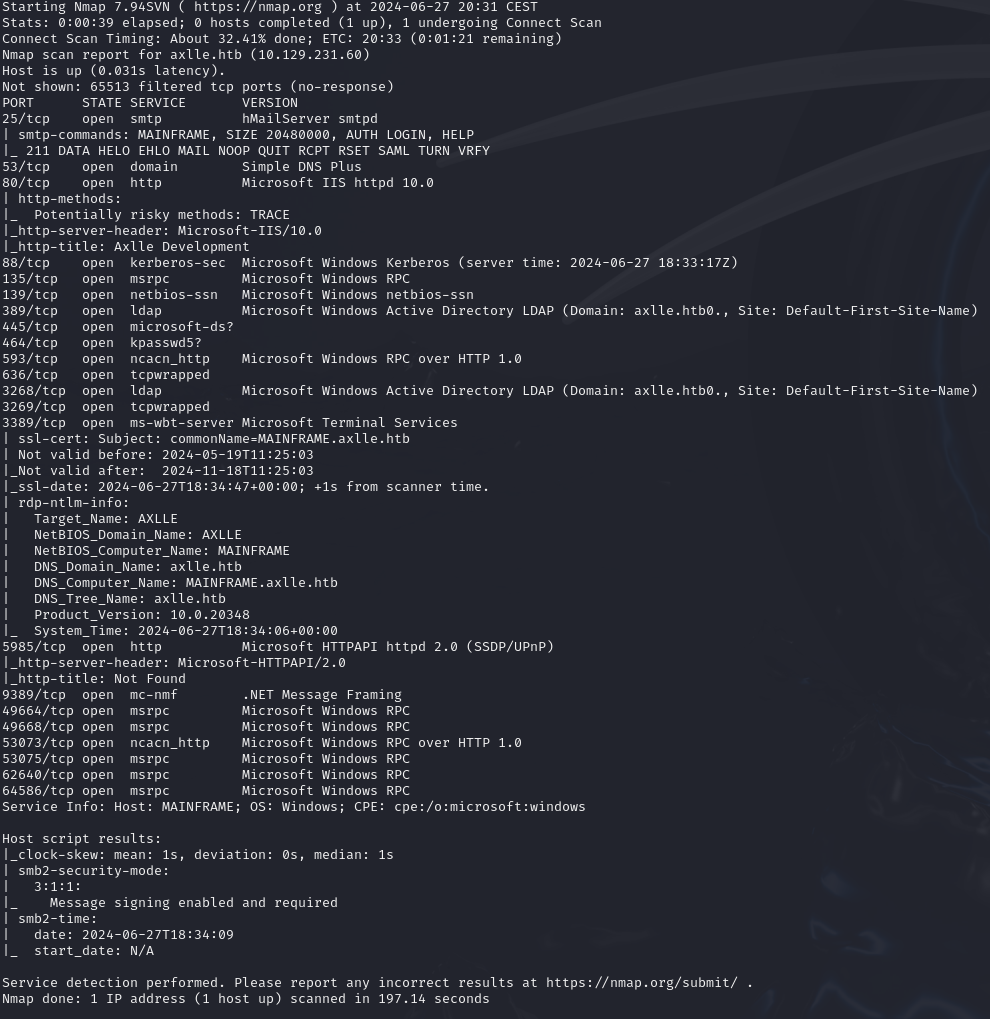 Starting Nmap 7.94SVN ( https://nmap.org ) at 2024-06-27 20:31 CEST
Stats: 0:00:39 elapsed; 0 hosts completed (1 up), 1 undergoing Connect Scan
Connect Scan Timing: About 32.41% done; ETC: 20:33 (0:01:21 remaining)
Nmap scan report for axlle.htb (10.129.231.60)
Host is up (0.031s latency).
Not shown: 65513 filtered tcp ports (no-response)
PORT      STATE SERVICE       VERSION
25/tcp    open  smtp          hMailServer smtpd
| smtp-commands: MAINFRAME, SIZE 20480000, AUTH LOGIN, HELP
|_ 211 DATA HELO EHLO MAIL NOOP QUIT RCPT RSET SAML TURN VRFY
53/tcp    open  domain        Simple DNS Plus
80/tcp    open  http          Microsoft IIS httpd 10.0
| http-methods:
|_  Potentially risky methods: TRACE
|_http-server-header: Microsoft-IIS/10.0
|_http-title: Axlle Development
88/tcp    open  kerberos-sec  Microsoft Windows Kerberos (server time: 2024-06-27 18:33:17Z)
135/tcp   open  msrpc         Microsoft Windows RPC
139/tcp   open  netbios-ssn   Microsoft Windows netbios-ssn
389/tcp   open  ldap          Microsoft Windows Active Directory LDAP (Domain: axlle.htb0., Site: Default-First-Site-Name)
445/tcp   open  microsoft-ds?
464/tcp   open  kpasswd5?
593/tcp   open  ncacn_http    Microsoft Windows RPC over HTTP 1.0
636/tcp   open  tcpwrapped
3268/tcp  open  ldap          Microsoft Windows Active Directory LDAP (Domain: axlle.htb0., Site: Default-First-Site-Name)
3269/tcp  open  tcpwrapped
3389/tcp  open  ms-wbt-server Microsoft Terminal Services
| ssl-cert: Subject: commonName=MAINFRAME.axlle.htb
| Not valid before: 2024-05-19T11:25:03
|_Not valid after:  2024-11-18T11:25:03
|_ssl-date: 2024-06-27T18:34:47+00:00; +1s from scanner time.
| rdp-ntlm-info:
|   Target_Name: AXLLE
|   NetBIOS_Domain_Name: AXLLE
|   NetBIOS_Computer_Name: MAINFRAME
|   DNS_Domain_Name: axlle.htb
|   DNS_Computer_Name: MAINFRAME.axlle.htb
|   DNS_Tree_Name: axlle.htb
|   Product_Version: 10.0.20348
|_  System_Time: 2024-06-27T18:34:06+00:00
5985/tcp  open  http          Microsoft HTTPAPI httpd 2.0 (SSDP/UPnP)
|_http-server-header: Microsoft-HTTPAPI/2.0
|_http-title: Not Found
9389/tcp  open  mc-nmf        .NET Message Framing
49664/tcp open  msrpc         Microsoft Windows RPC
49668/tcp open  msrpc         Microsoft Windows RPC
53073/tcp open  ncacn_http    Microsoft Windows RPC over HTTP 1.0
53075/tcp open  msrpc         Microsoft Windows RPC
62640/tcp open  msrpc         Microsoft Windows RPC
64586/tcp open  msrpc         Microsoft Windows RPC
Service Info: Host: MAINFRAME; OS: Windows; CPE: cpe:/o:microsoft:windows

Host script results:
|_clock-skew: mean: 1s, deviation: 0s, median: 1s
| smb2-security-mode:
|   3:1:1:
|_    Message signing enabled and required
| smb2-time:
|   date: 2024-06-27T18:34:09
|_  start_date: N/A

Service detection performed. Please report any incorrect results at https://nmap.org/submit/ .
Nmap done: 1 IP address (1 host up) scanned in 197.14 seconds